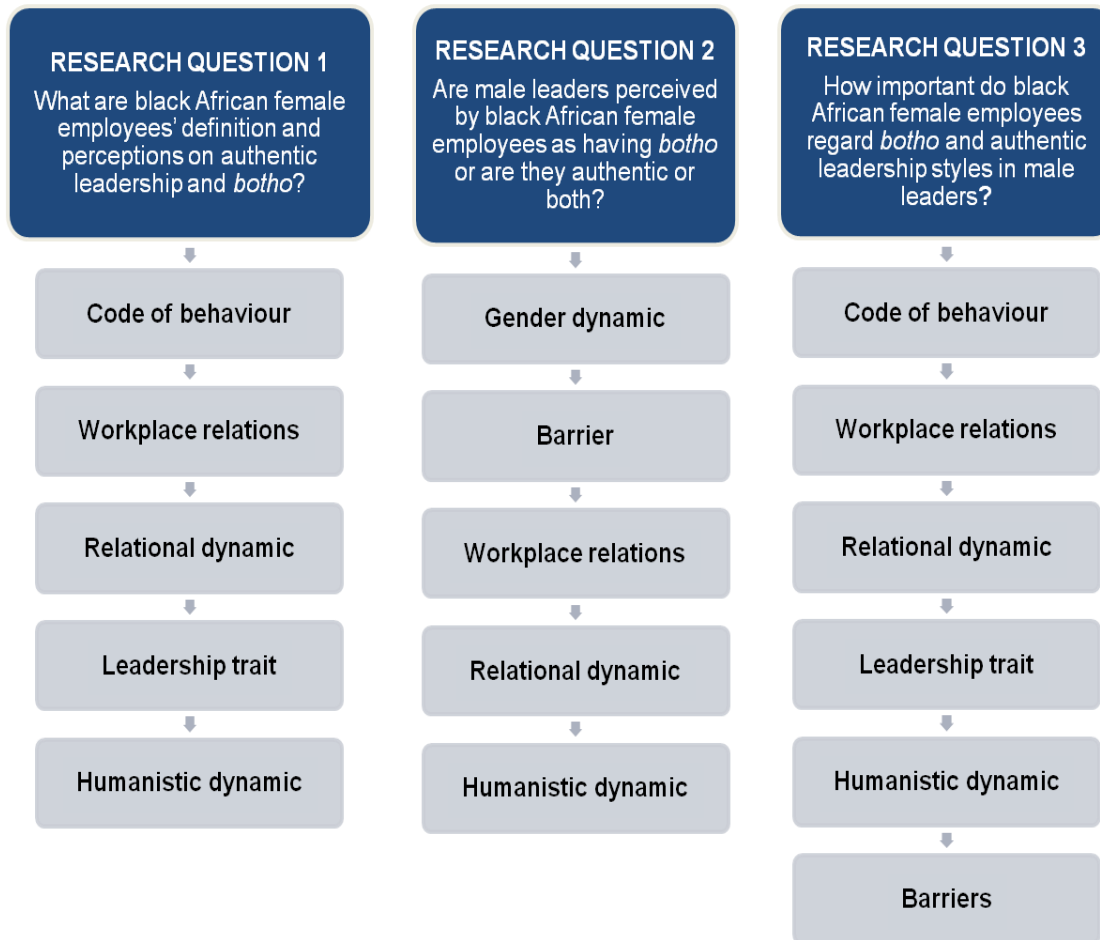 RESEARCH QUESTION 1
What are black African female
employees' definition and
perceptions on authentic
leadership and botho?
Code of behaviour
Workplace relations
Relational dynamic
Leadership trait
Humanistic dynamic
RESEARCH QUESTION 2
Are male leaders perceived
by black African female
employees as having botho
or are they authentic or
both?
Gender dynamic
Barrier
Workplace relations
Relational dynamic
Humanistic dynamic
RESEARCH QUESTION 3
How important do black
African female employees
regard botho and authentic
leadership styles in male
leaders?
Code of behaviour
Workplace relations
Relational dynamic
Leadership trait
Humanistic dynamic
Barriers